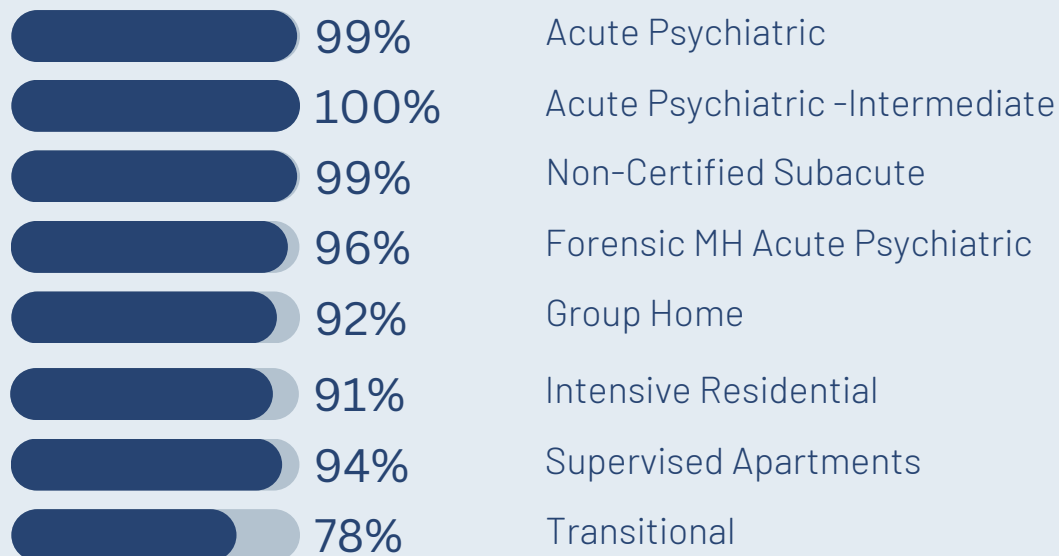 99% Acute Psychiatric
100% Acute Psychiatric -Intermediate
99% Non-Certified Subacute
96% Forensic MH Acute Psychiatric
92% Group Home
91% Intensive Residential
94% Supervised Apartments
78% Transitional